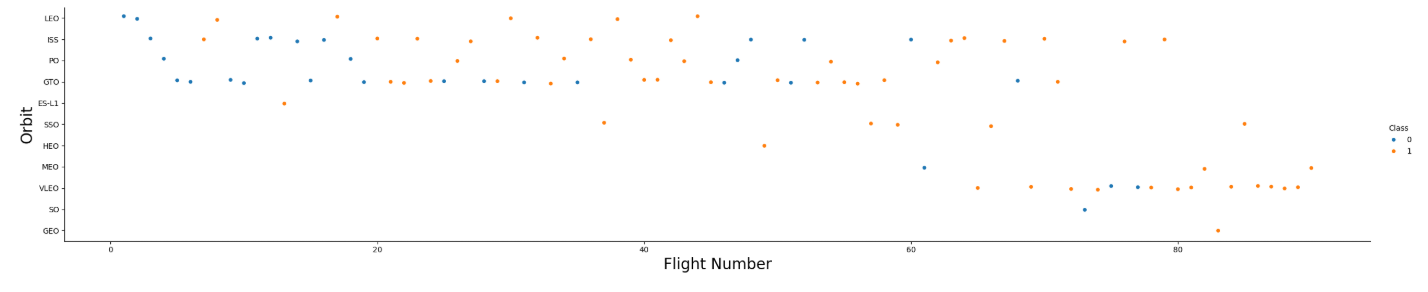 LEO
ISS
PO
GTO
ES-L1
SSO
HEO
MEO
VLEO
SO
GEO
Orbit
0 20 40 60 80
Flight Number
Class
0
1